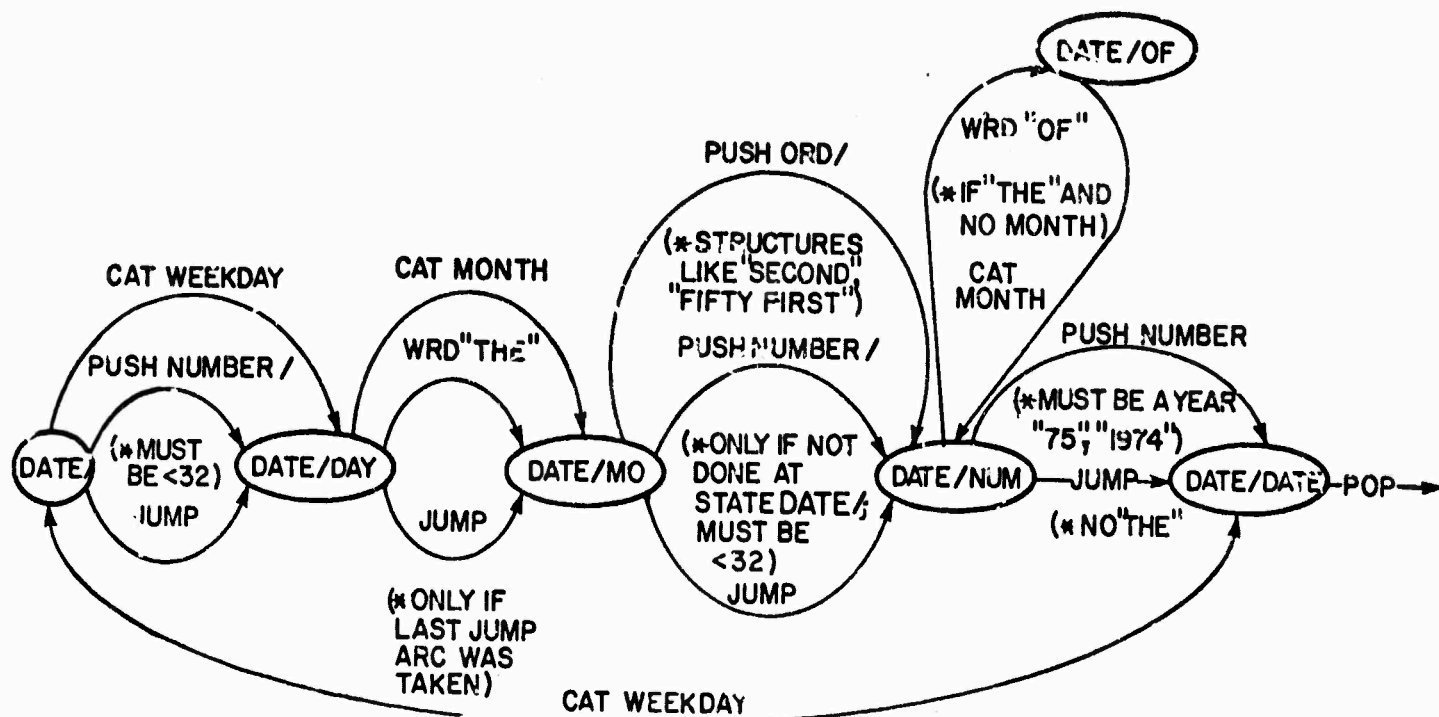 DATE/OF
WRD "OF"
(* IF "THE" AND
NO MONTH)
CAT
MONTH
PUSH ORD/
(* STRUCTURES
LIKE "SECOND",
"FIFTY FIRST")
PUSH NUMBER/
(* ONLY IF NOT
DONE AT
STATE DATE/;
MUST BE
<32)
JUMP
CAT MONTH
WRD "THE"
JUMP
(* ONLY IF
LAST JUMP
ARC WAS
TAKEN)
CAT WEEKDAY
PUSH NUMBER/
(* MUST
BE <32)
JUMP
DATE/
DATE/DAY
DATE/MO
DATE/NUM
PUSH NUMBER
(* MUST BE A YEAR
"75", "1974")
JUMP
(* NO "THE"
DATE/DATE
POP
CAT WEEKDAY